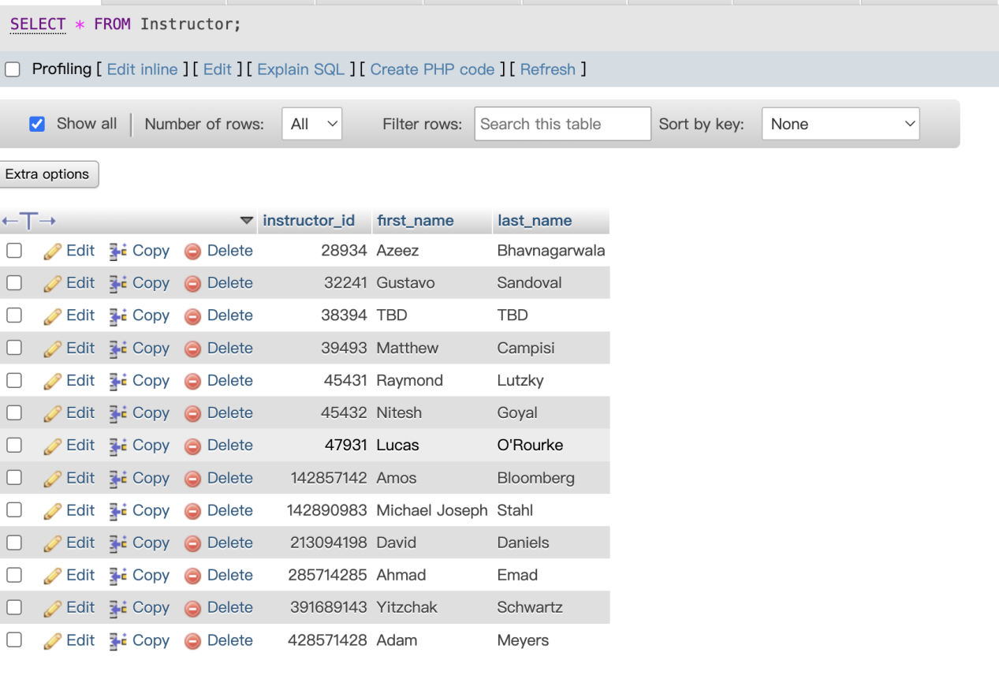 SELECT * FROM Instructor;
Profiling [ Edit inline ] [ Edit ] [ Explain SQL ] [ Create PHP code ] [ Refresh ]
Show all Number of rows: All Filter rows: Search this table Sort by key: None
Extra options
←T→ instructor_id first_name last_name
Edit Copy Delete 28934 Azeez Bhavnagarwala
Edit Copy Delete 32241 Gustavo Sandoval
Edit Copy Delete 38394 TBD TBD
Edit Copy Delete 39493 Matthew Campisi
Edit Copy Delete 45431 Raymond Lutzky
Edit Copy Delete 45432 Nitesh Goyal
Edit Copy Delete 47931 Lucas O'Rourke
Edit Copy Delete 142857142 Amos Bloomberg
Edit Copy Delete 142890983 Michael Joseph Stahl
Edit Copy Delete 213094198 David Daniels
Edit Copy Delete 285714285 Ahmad Emad
Edit Copy Delete 391689143 Yitzchak Schwartz
Edit Copy Delete 428571428 Adam Meyers